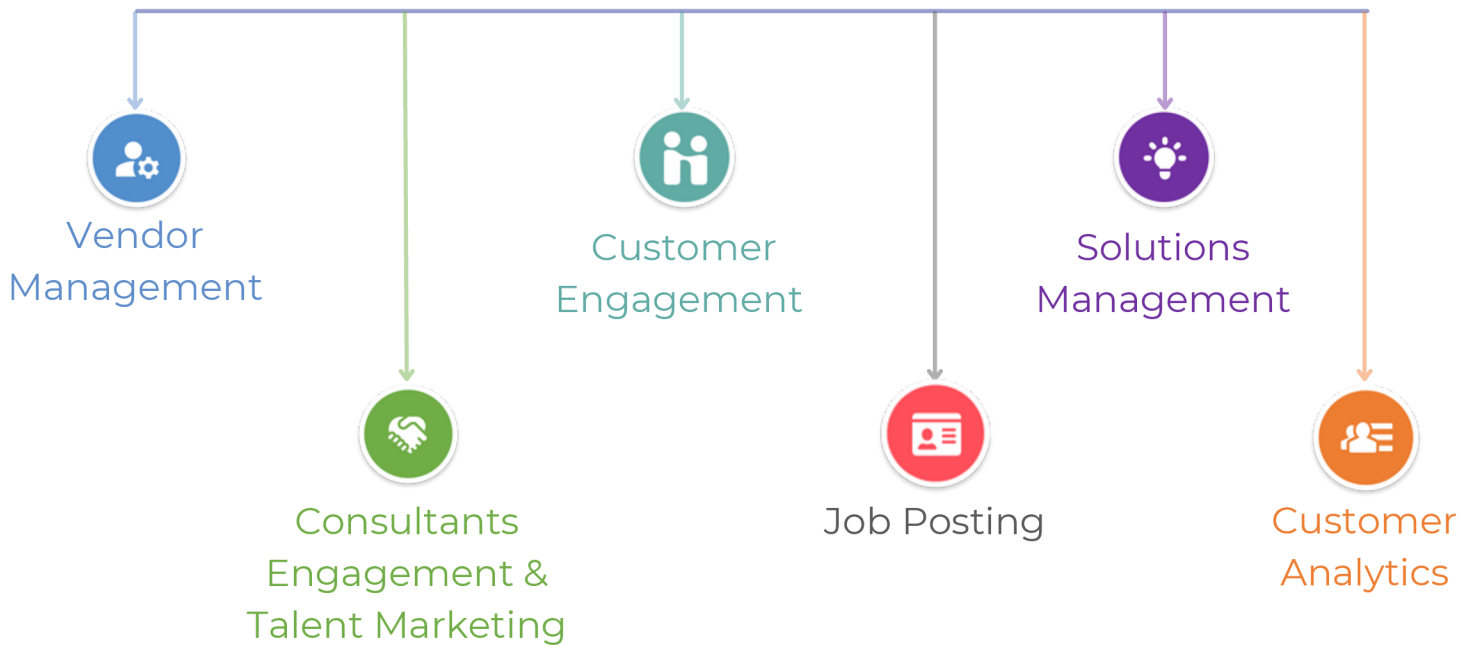 Vendor
Management
Consultants
Engagement &
Talent Marketing
Customer
Engagement
Job Posting
Solutions
Management
Customer
Analytics